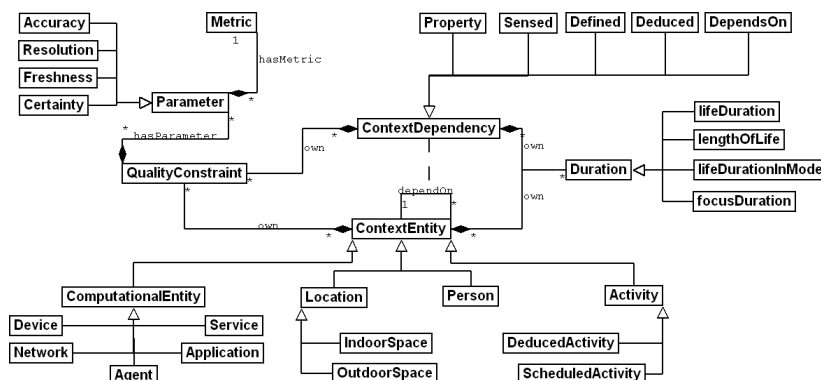 Accuracy
Metric
Property
Sensed
Defined
Deduced
DependsOn
Resolution
1
hasMetric
Freshness
Certainty
Parameter
*
*
lifeDuration
*
hasParameter
ContextDependency
*
*
own
own
lengthOfLife
QualityConstraint
*
*
Duration
lifeDurationInModel
*
dependOn
own
focusDuration
1
*
own
*
ContextEntity
*
ComputationalEntity
Location
Person
Activity
Device
Service
Network
Application
Agent
IndoorSpace
OutdoorSpace
DeducedActivity
ScheduledActivity